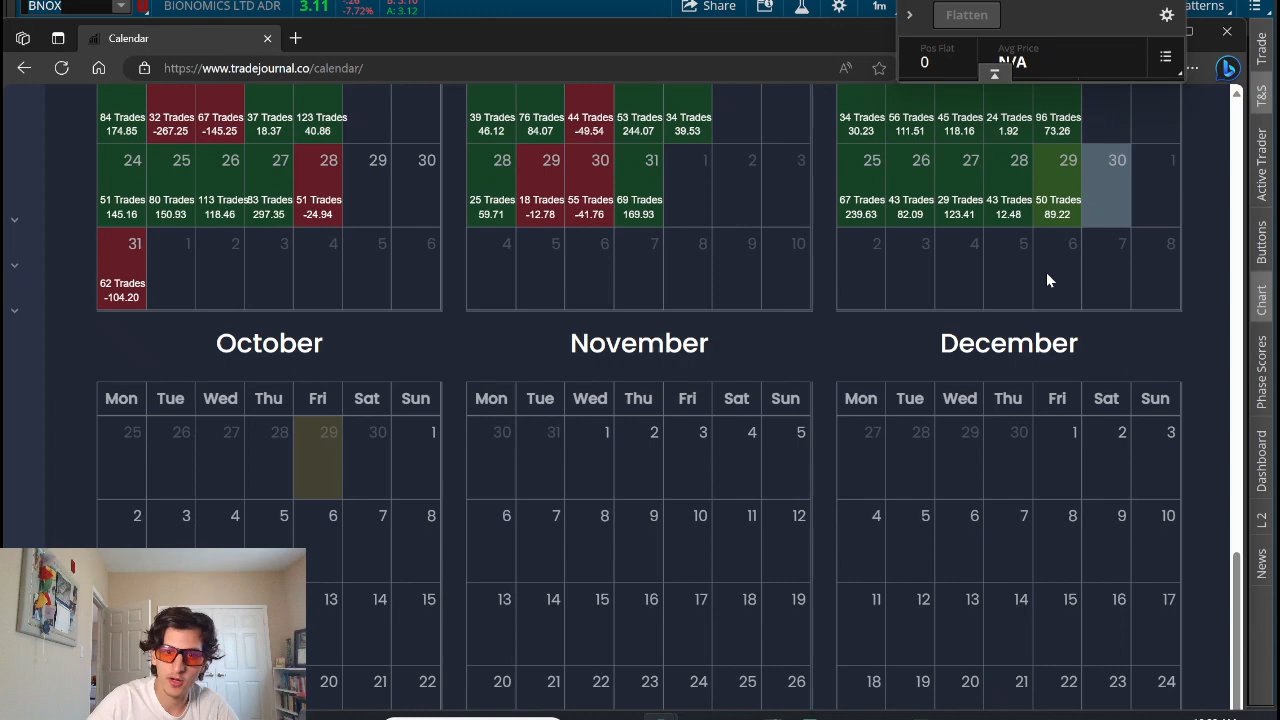 BNOX BIONOMICS LTD ADR 3.11 -7.72% A: 3.12 Share 1m Flatten
Calendar
Pos Flat Avg Price
0 N/A
https://www.tradejournal.co/calendar/
84 Trades 32 Trades 67 Trades 37 Trades 123 Trades
174.85 -267.25 -145.25 18.37 40.86
24 25 26 27 28 29 30
51 Trades 80 Trades 113 Trades 83 Trades 51 Trades
145.16 150.93 118.46 297.35 -24.94
31 1 2 3 4 5 6
62 Trades
-104.20
39 Trades 76 Trades 44 Trades 53 Trades 34 Trades
46.12 84.07 -49.54 244.07 39.53
28 29 30 31 1 2 3
25 Trades 18 Trades 55 Trades 69 Trades
59.71 -12.78 -41.76 169.93
4 5 6 7 8 9 10
34 Trades 56 Trades 45 Trades 24 Trades 96 Trades
30.23 111.51 118.16 1.92 73.26
25 26 27 28 29 30 1
67 Trades 43 Trades 29 Trades 43 Trades 50 Trades
239.63 82.09 123.41 12.48 89.22
2 3 4 5 6 7 8
October
Mon Tue Wed Thu Fri Sat Sun
25 26 27 28 29 30 1
2 3 4 5 6 7 8
13 14 15
20 21 22
November
Mon Tue Wed Thu Fri Sat Sun
30 31 1 2 3 4 5
6 7 8 9 10 11 12
13 14 15 16 17 18 19
20 21 22 23 24 25 26
December
Mon Tue Wed Thu Fri Sat Sun
27 28 29 30 1 2 3
4 5 6 7 8 9 10
11 12 13 14 15 16 17
18 19 20 21 22 23 24
Trade
T&S
Active Trader
Buttons
Chart
Phase Scores
Dashboard
L 2
News